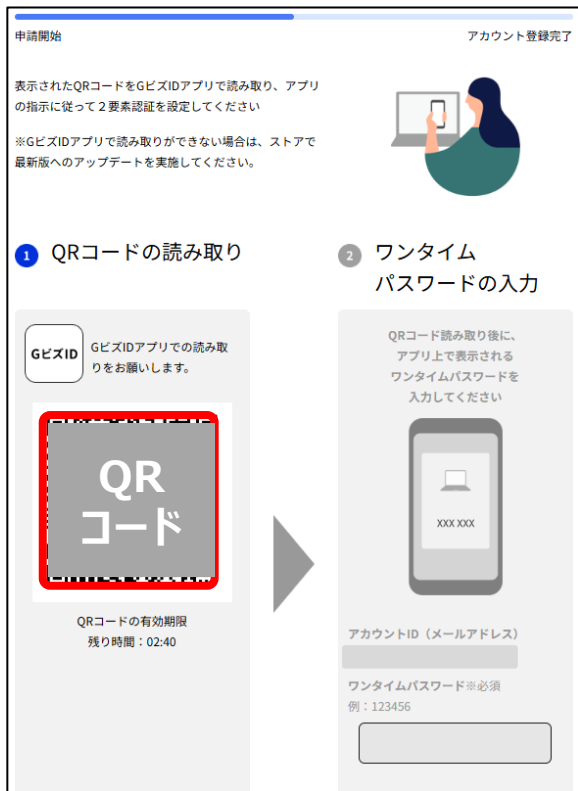 申請開始
アカウント登録完了
表示されたQRコードをGビズIDアプリで読み取り、アプリ
の指示に従って２要素認証を設定してください
※GビズIDアプリで読み取りができない場合は、ストアで
最新版へのアップデートを実施してください。
1 QRコードの読み取り
GビズID
GビズIDアプリでの読み取
りをお願いします。
QR
コード
QRコードの有効期限
残り時間：02:40
2 ワンタイム
パスワードの入力
QRコード読み取り後に、
アプリ上で表示される
ワンタイムパスワードを
入力してください
XXX XXX
アカウントID（メールアドレス）
ワンタイムパスワード※必須
例：123456